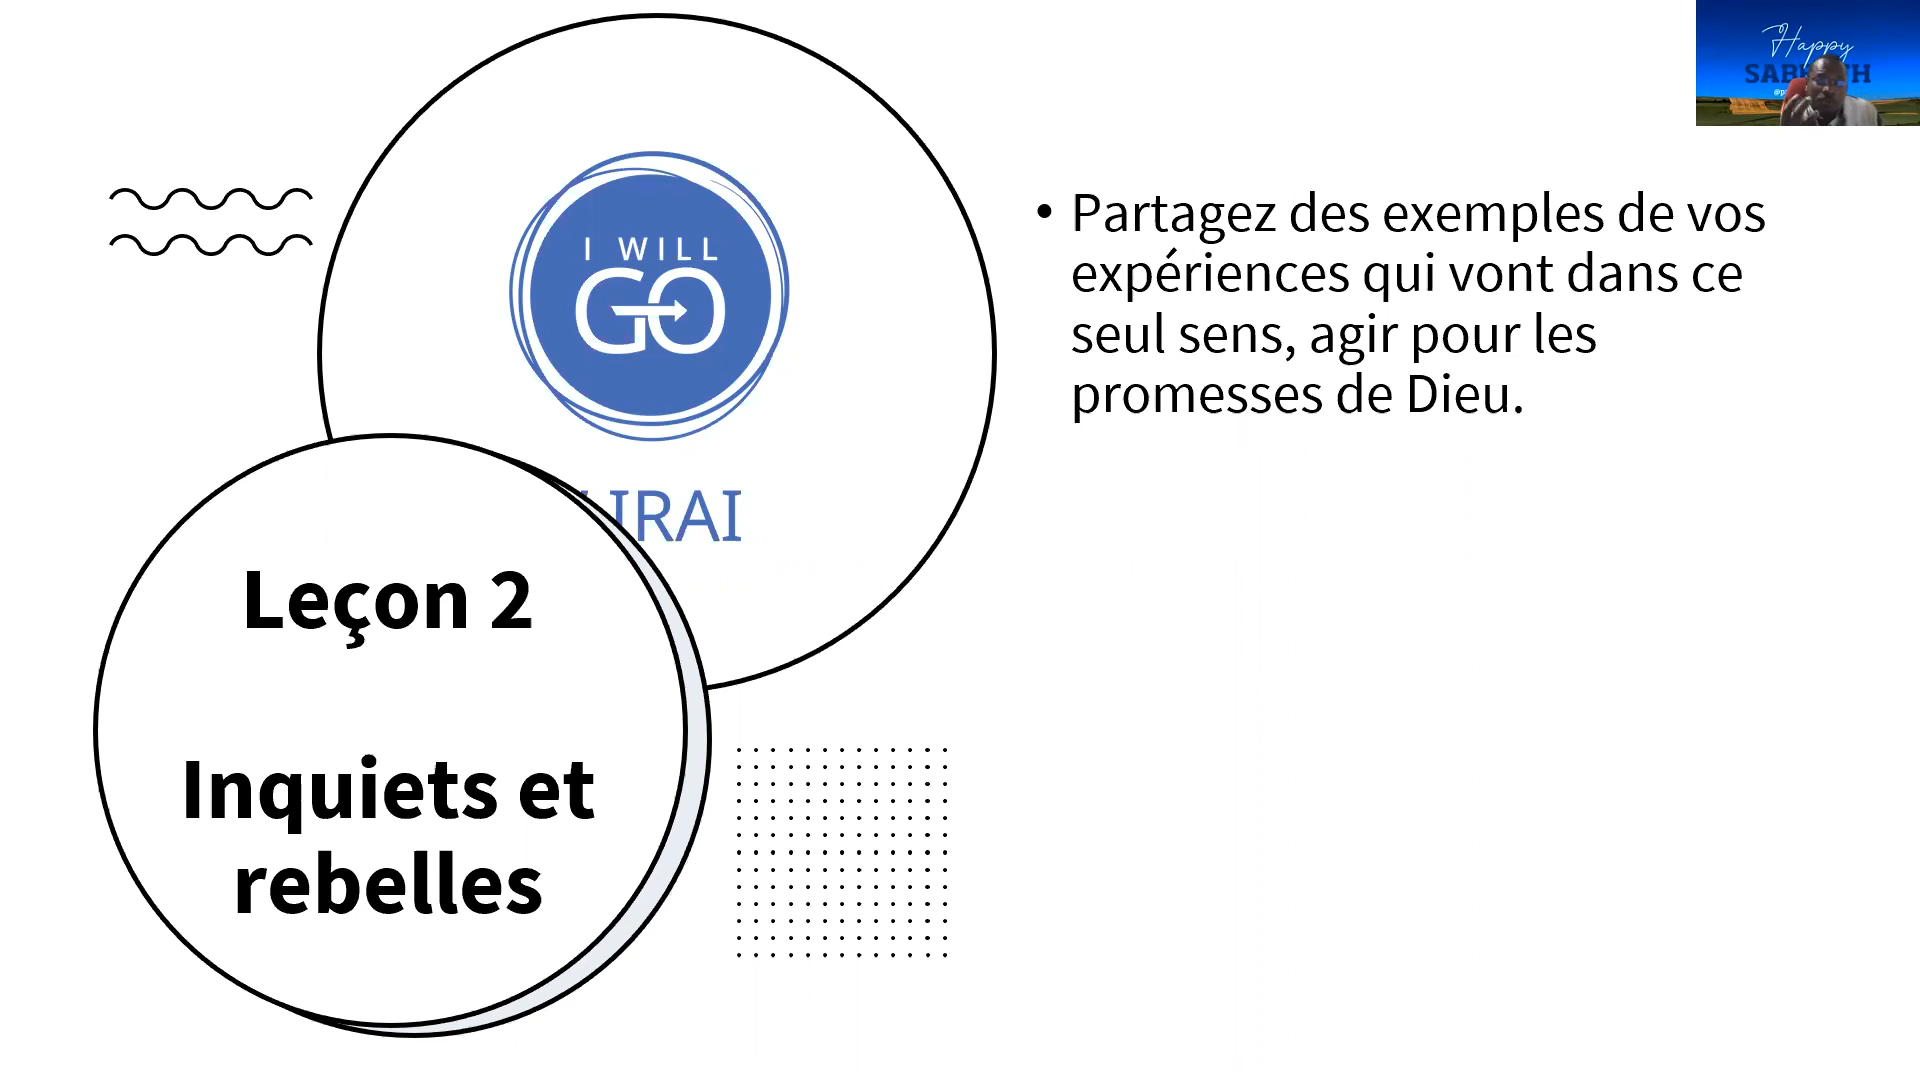 Happy
I WILL
GO
IRAI
Leçon 2
Inquiets et
rebelles
• Partagez des exemples de vos
expériences qui vont dans ce
seul sens, agir pour les
promesses de Dieu.